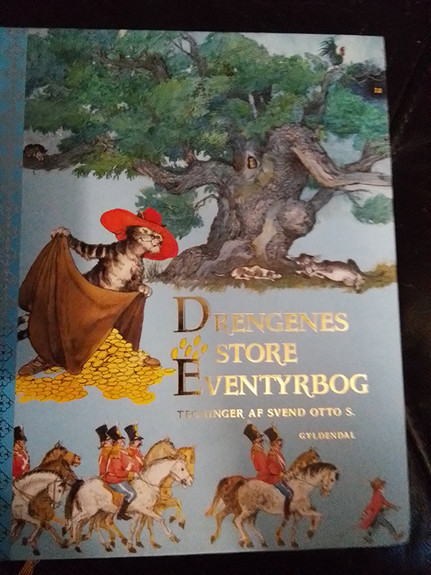 DRENGENES
STORE
EVENTYRBOG
TEGNINGER AF SVEND OTTO S.
GYLDENDAL